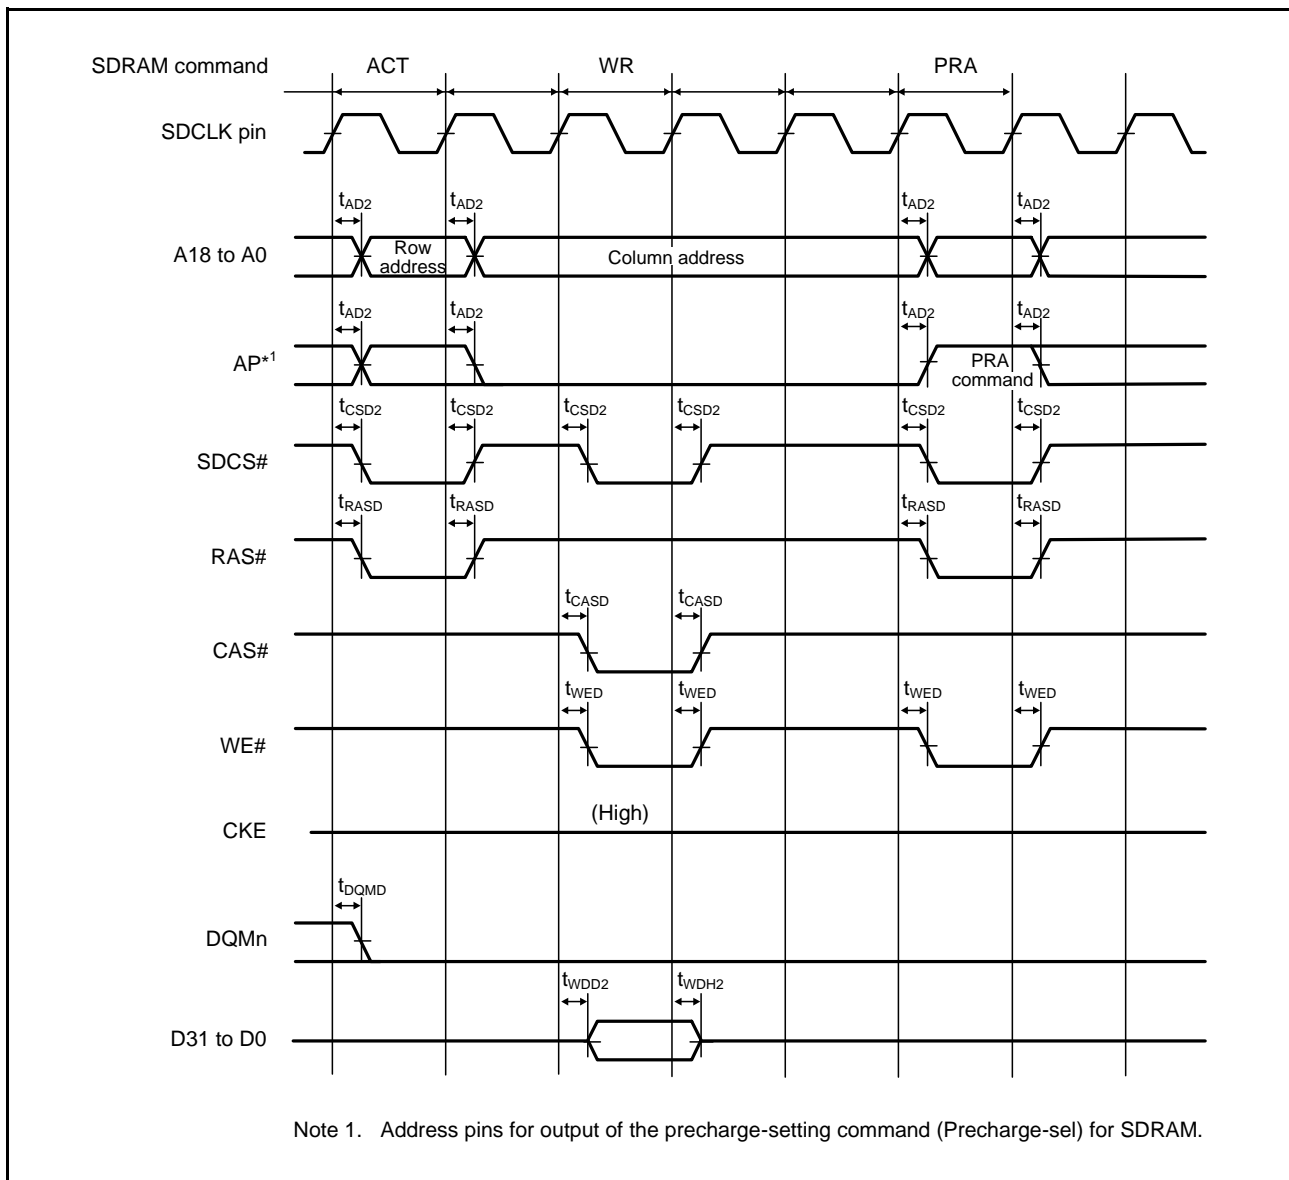 SDRAM command ACT WR PRA
SDCLK pin
tAD2 tAD2 tAD2 tAD2
A18 to A0 Row address Column address
tAD2 tAD2 tAD2 tAD2
AP*1 PRA command
tCSD2 tCSD2 tCSD2 tCSD2 tCSD2 tCSD2
SDCS#
tRASD tRASD tRASD tRASD
RAS#
tCASD tCASD
CAS#
tWED tWED tWED tWED
WE#
(High)
CKE
tDQMD
DQMn
tWDD2 tWDH2
D31 to D0
Note 1. Address pins for output of the precharge-setting command (Precharge-sel) for SDRAM.